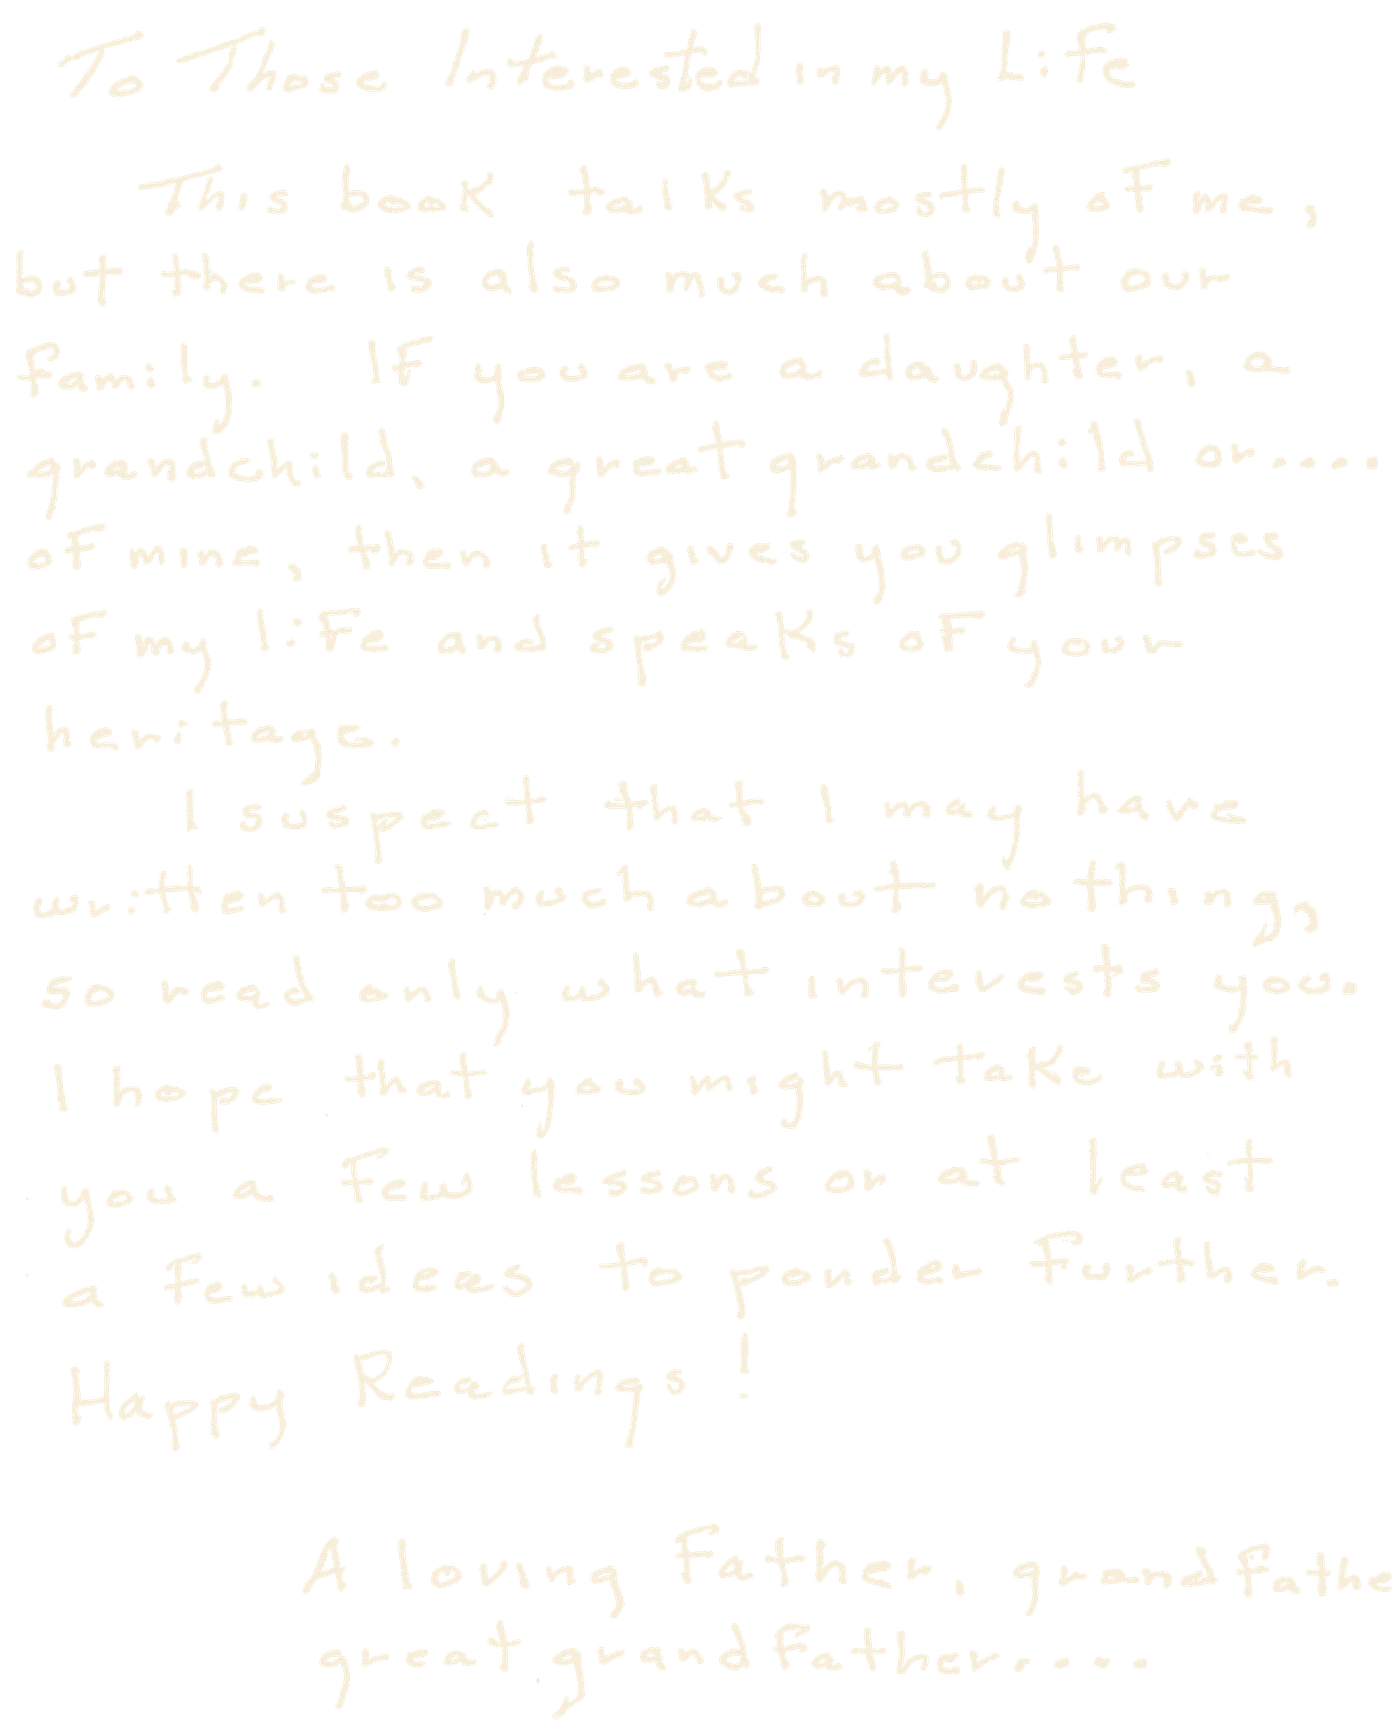 To Those Interested in my Life
This book talks mostly of me,
but there is also much about our
family. If you are a daughter, a
grandchild, a great grandchild or....
of mine, then it gives you glimpses
of my life and speaks of your
heritage.
I suspect that I may have
written too much about nothing,
so read only what interests you.
I hope that you might take with
you a few lessons or at least
a few ideas to ponder further.
Happy Readings!
A loving Father, grandfathe
great grandfather....